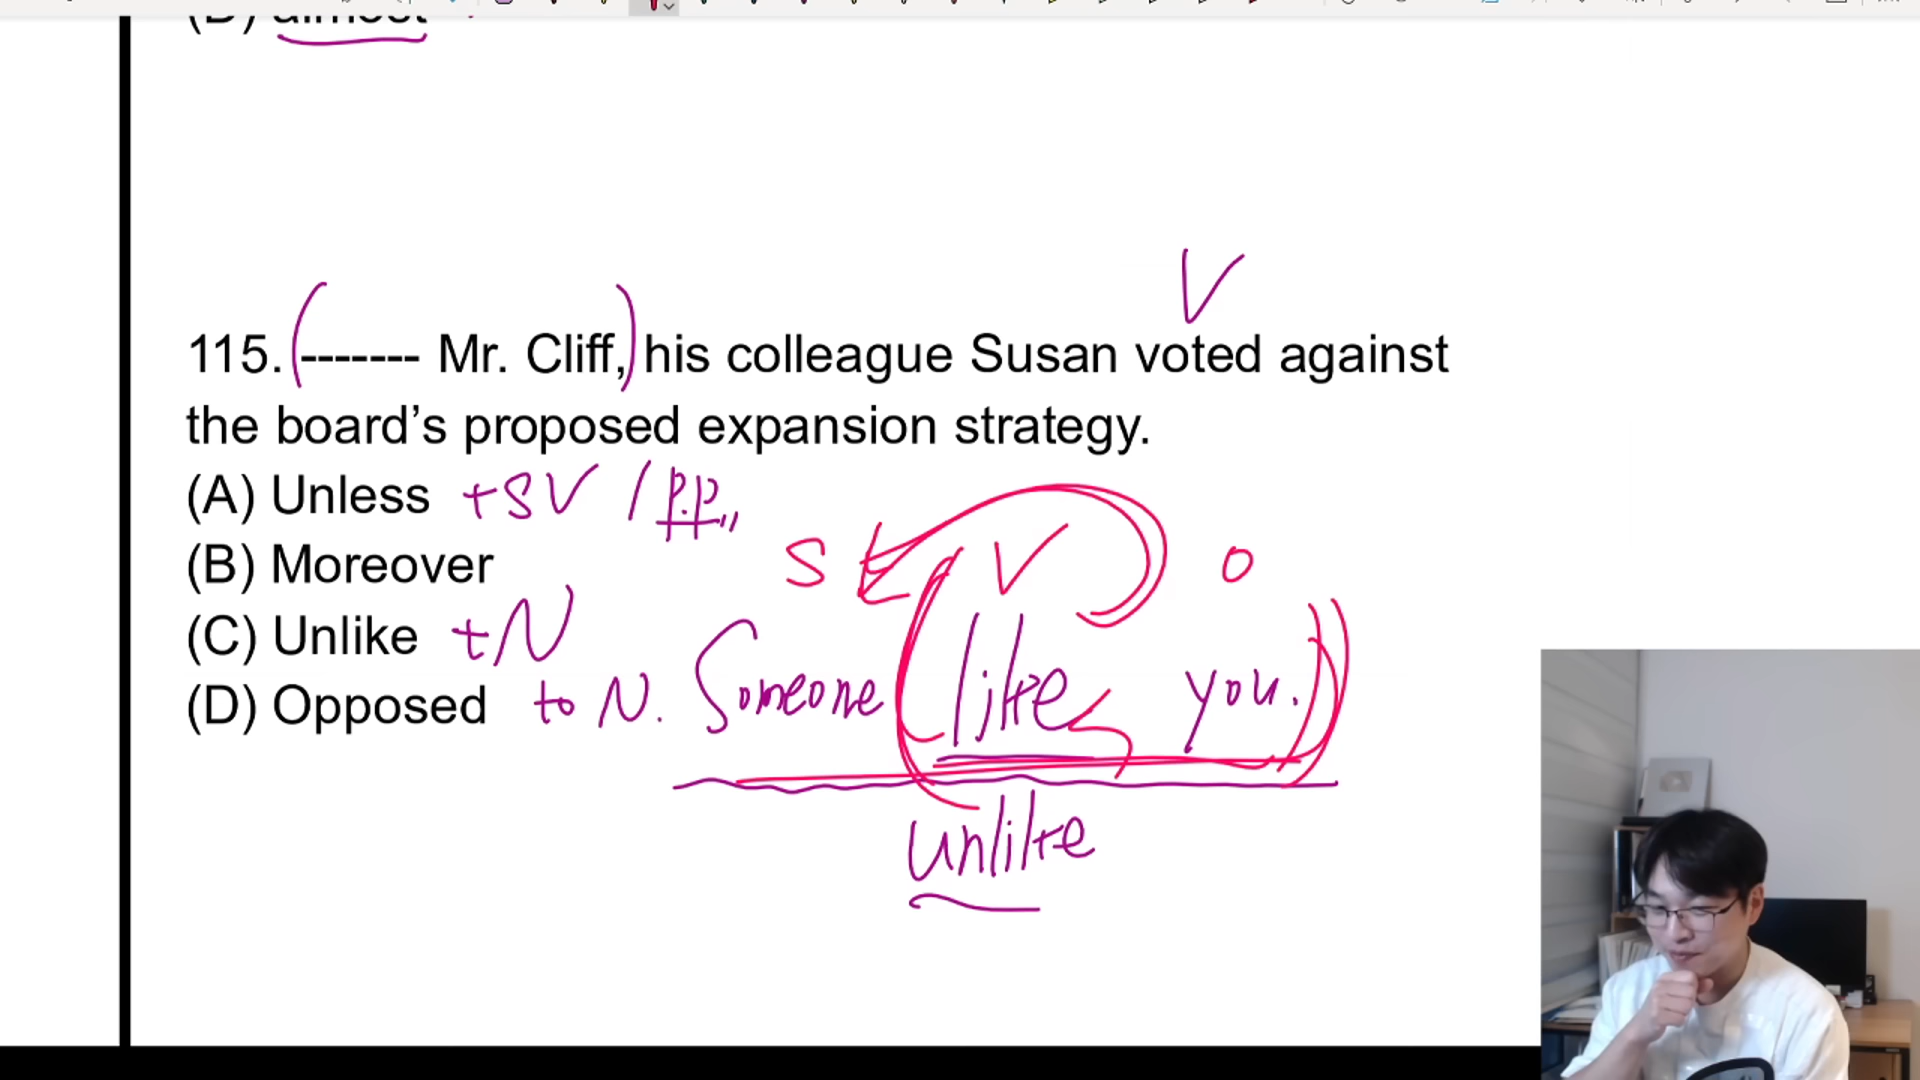 (D) almost
V
115. (------- Mr. Cliff,) his colleague Susan voted against
the board's proposed expansion strategy.
(A) Unless +SV / p.p.,,
(B) Moreover
S V O
(C) Unlike +N
(D) Opposed to N. Someone (like you.)
unlike